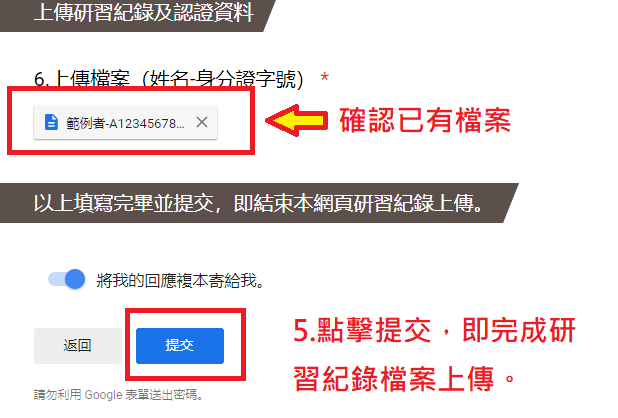 上傳研習紀錄及認證資料
6.上傳檔案（姓名-身分證字號） *
範例者-A12345678...
確認已有檔案
以上填寫完畢並提交，即結束本網頁研習紀錄上傳。
將我的回應複本寄給我。
返回
提交
5.點擊提交，即完成研
習紀錄檔案上傳。
請勿利用 Google 表單送出密碼。